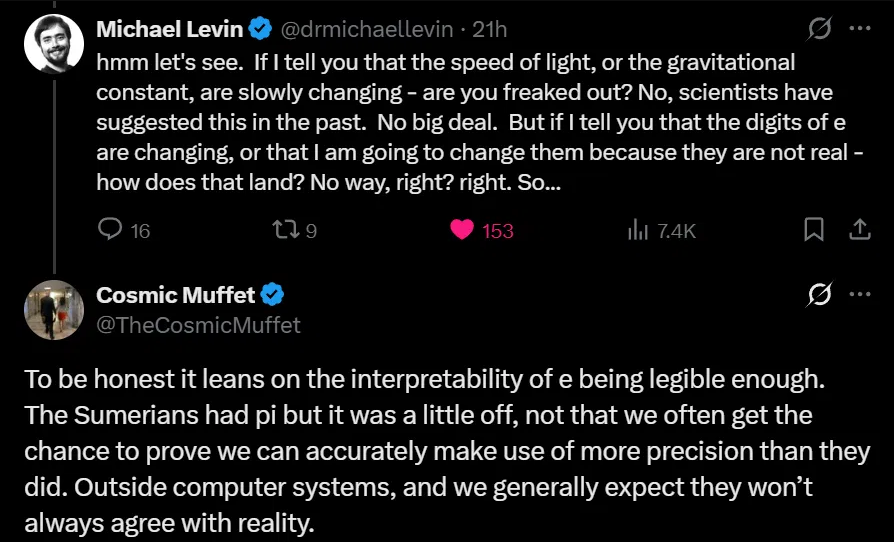 Michael Levin @drmichaellevin · 21h
hmm let's see. If I tell you that the speed of light, or the gravitational
constant, are slowly changing - are you freaked out? No, scientists have
suggested this in the past. No big deal. But if I tell you that the digits of e
are changing, or that I am going to change them because they are not real -
how does that land? No way, right? right. So...
16 9 153 7.4K
Cosmic Muffet
@TheCosmicMuffet
To be honest it leans on the interpretability of e being legible enough.
The Sumerians had pi but it was a little off, not that we often get the
chance to prove we can accurately make use of more precision than they
did. Outside computer systems, and we generally expect they won’t
always agree with reality.